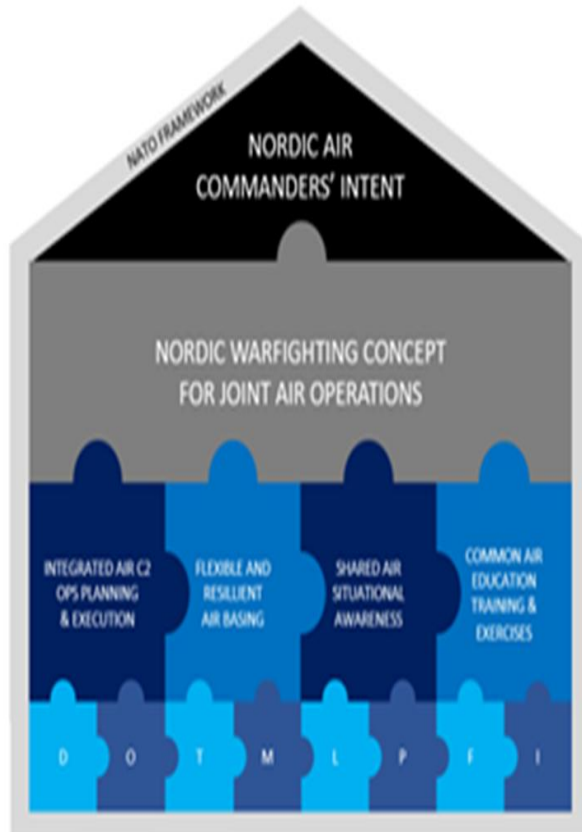 NATO FRAMEWORK
NORDIC AIR
COMMANDERS' INTENT
NORDIC WARFIGHTING CONCEPT
FOR JOINT AIR OPERATIONS
INTEGRATED AIR C2
OPS PLANNING
& EXECUTION
FLEXIBLE AND
RESILIENT
AIR BASING
SHARED AIR
SITUATIONAL
AWARENESS
COMMON AIR
EDUCATION
TRAINING &
EXERCISES
D O T M L P F I